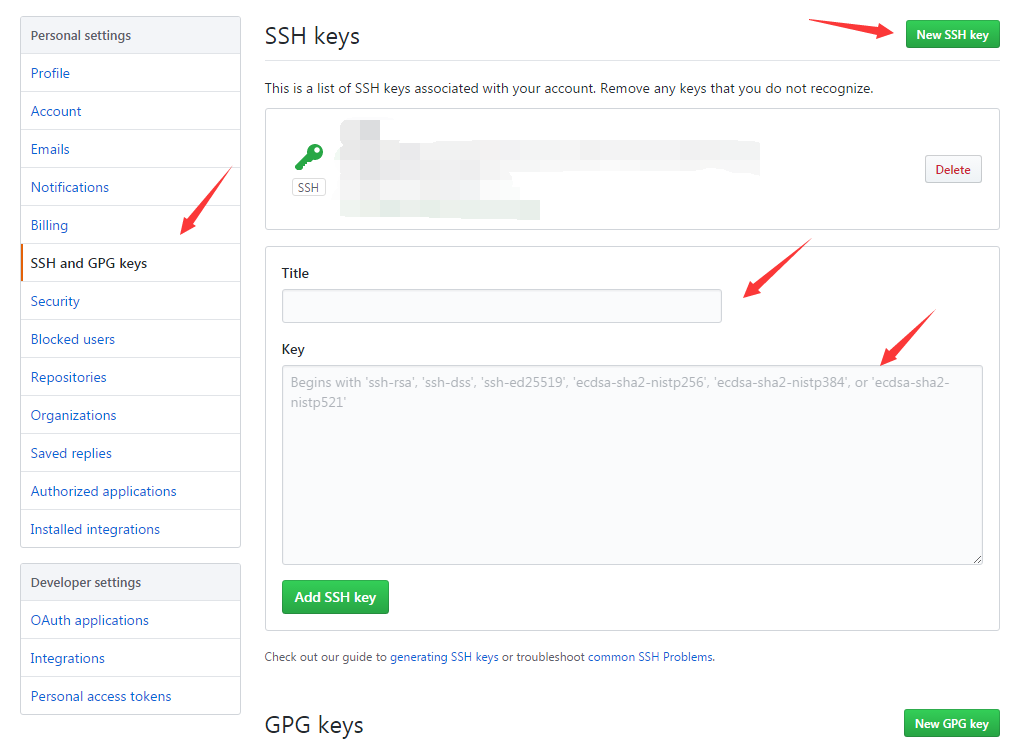 Personal settings
Profile
Account
Emails
Notifications
Billing
SSH and GPG keys
Security
Blocked users
Repositories
Organizations
Saved replies
Authorized applications
Installed integrations
Developer settings
OAuth applications
Integrations
Personal access tokens
SSH keys
New SSH key
This is a list of SSH keys associated with your account. Remove any keys that you do not recognize.
SSH
Delete
Title
Key
Begins with 'ssh-rsa', 'ssh-dss', 'ssh-ed25519', 'ecdsa-sha2-nistp256', 'ecdsa-sha2-nistp384', or 'ecdsa-sha2-
nistp521'
Add SSH key
Check out our guide to generating SSH keys or troubleshoot common SSH Problems.
GPG keys
New GPG key